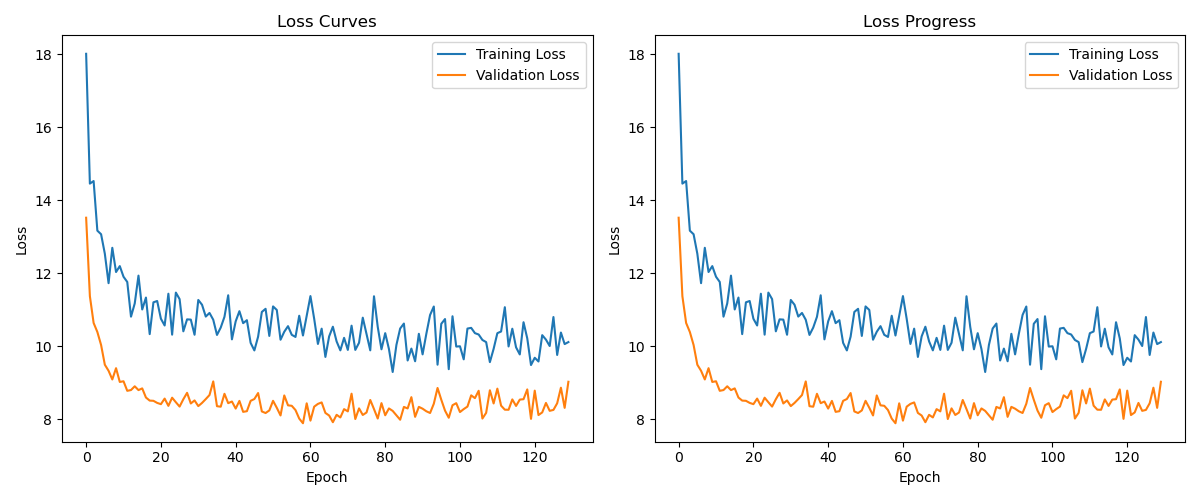 Loss Curves
Training Loss
Validation Loss
18
16
14
12
10
8
Loss
0 20 40 60 80 100 120
Epoch
Loss Progress
Training Loss
Validation Loss
18
16
14
12
10
8
Loss
0 20 40 60 80 100 120
Epoch